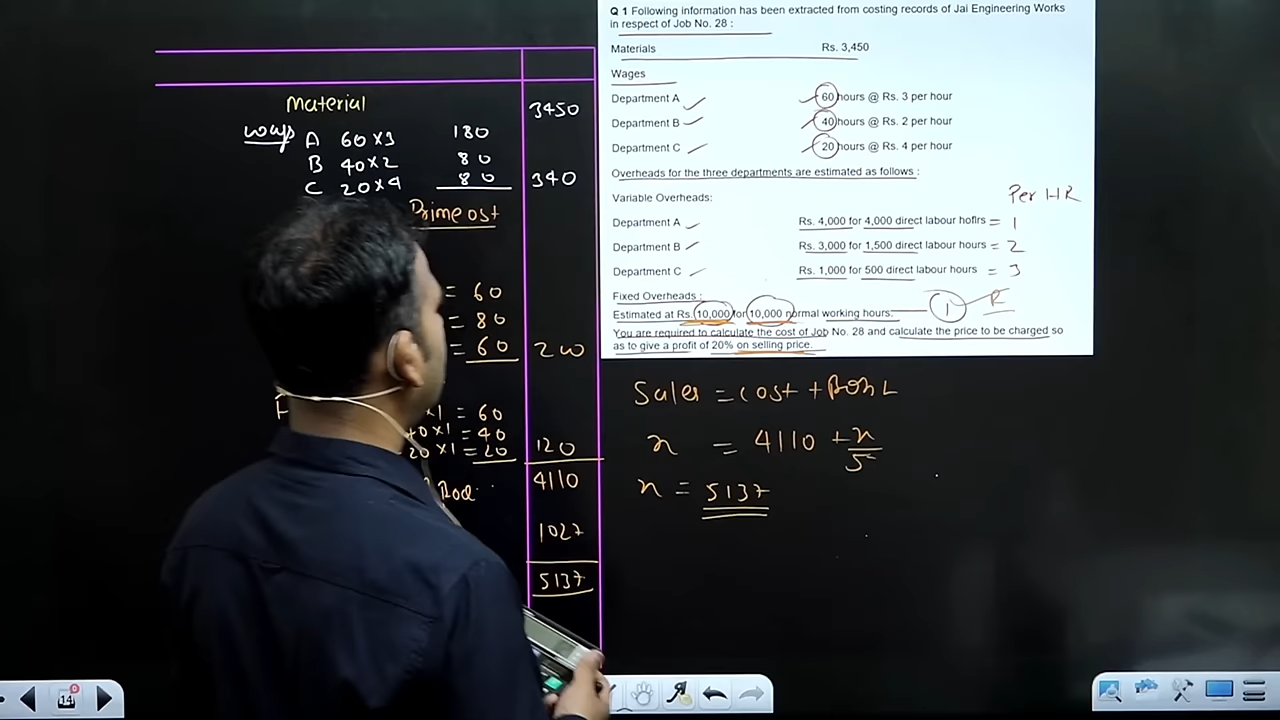 Material 3450
Ways A 60×3 180
B 40×2 80
C 20×4 80 340
Prime ost
= 60
= 80
= 60 200
×1 = 60
40×1 = 40
20×1 = 20 120
4110
1027
5137
Q 1 Following information has been extracted from costing records of Jai Engineering Works
in respect of Job No. 28 :
Materials Rs. 3,450
Wages
Department A 60 hours @ Rs. 3 per hour
Department B 40 hours @ Rs. 2 per hour
Department C 20 hours @ Rs. 4 per hour
Overheads for the three departments are estimated as follows :
Variable Overheads: Per HR
Department A Rs. 4,000 for 4,000 direct labour hours = 1
Department B Rs. 3,000 for 1,500 direct labour hours = 2
Department C Rs. 1,000 for 500 direct labour hours = 3
Fixed Overheads :
Estimated at Rs. 10,000 for 10,000 normal working hours. 1 R
You are required to calculate the cost of Job No. 28 and calculate the price to be charged so
as to give a profit of 20% on selling price.
Sales = Cost +
x = 4110 + x/5
x = 5137
14